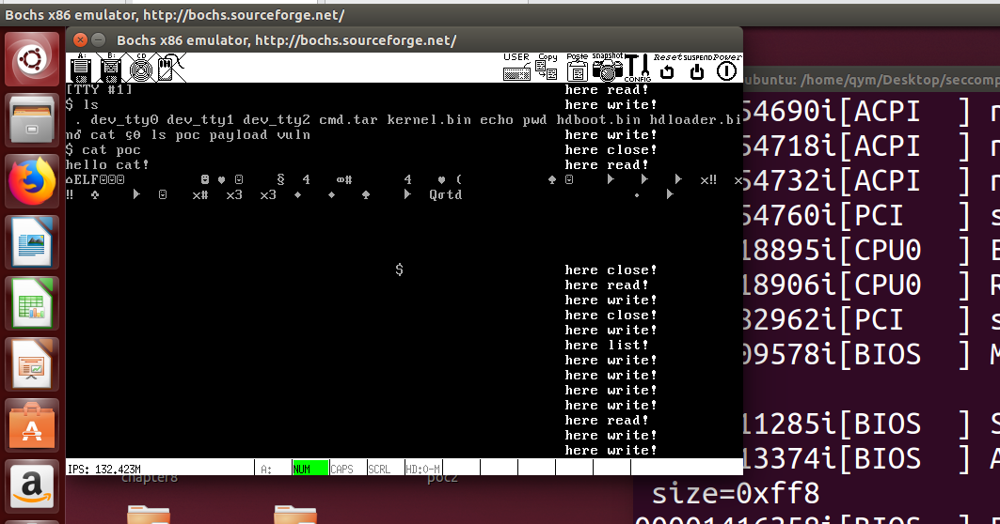 Bochs x86 emulator, http://bochs.sourceforge.net/
Bochs x86 emulator, http://bochs.sourceforge.net/
A: B: CD USER Copy Paste snapshot CONFIG Reset SUSPEND Power
ubuntu: /home/qym/Desktop/seccomp
[TTY #1] here read!
$ ls here write!
. dev_tty0 dev_tty1 dev_tty2 cmd.tar kernel.bin echo pwd hdboot.bin hdloader.bi
cat ls poc payload vuln here write!
$ cat poc here close!
hello cat! here read!
ELF § 4 ∞# 4 ♥ ( ♠ x‼ x
‼ ♠ x# x3 x3 ♦ ♦ ♠ Qσtd •
$ here close!
here read!
here write!
here close!
here write!
here list!
here write!
here write!
here write!
here write!
here read!
here write!
here write!
IPS: 132.423M A: NUM CAPS SCRL HD:0-M
54690i[ACPI ]
54718i[ACPI ]
54732i[ACPI ]
54760i[PCI ] s
18895i[CPU0 ]
18906i[CPU0 ] R
32962i[PCI ] s
09578i[BIOS ] M
11285i[BIOS ] S
13374i[BIOS ] A
size=0xff8
chapter8
poc2